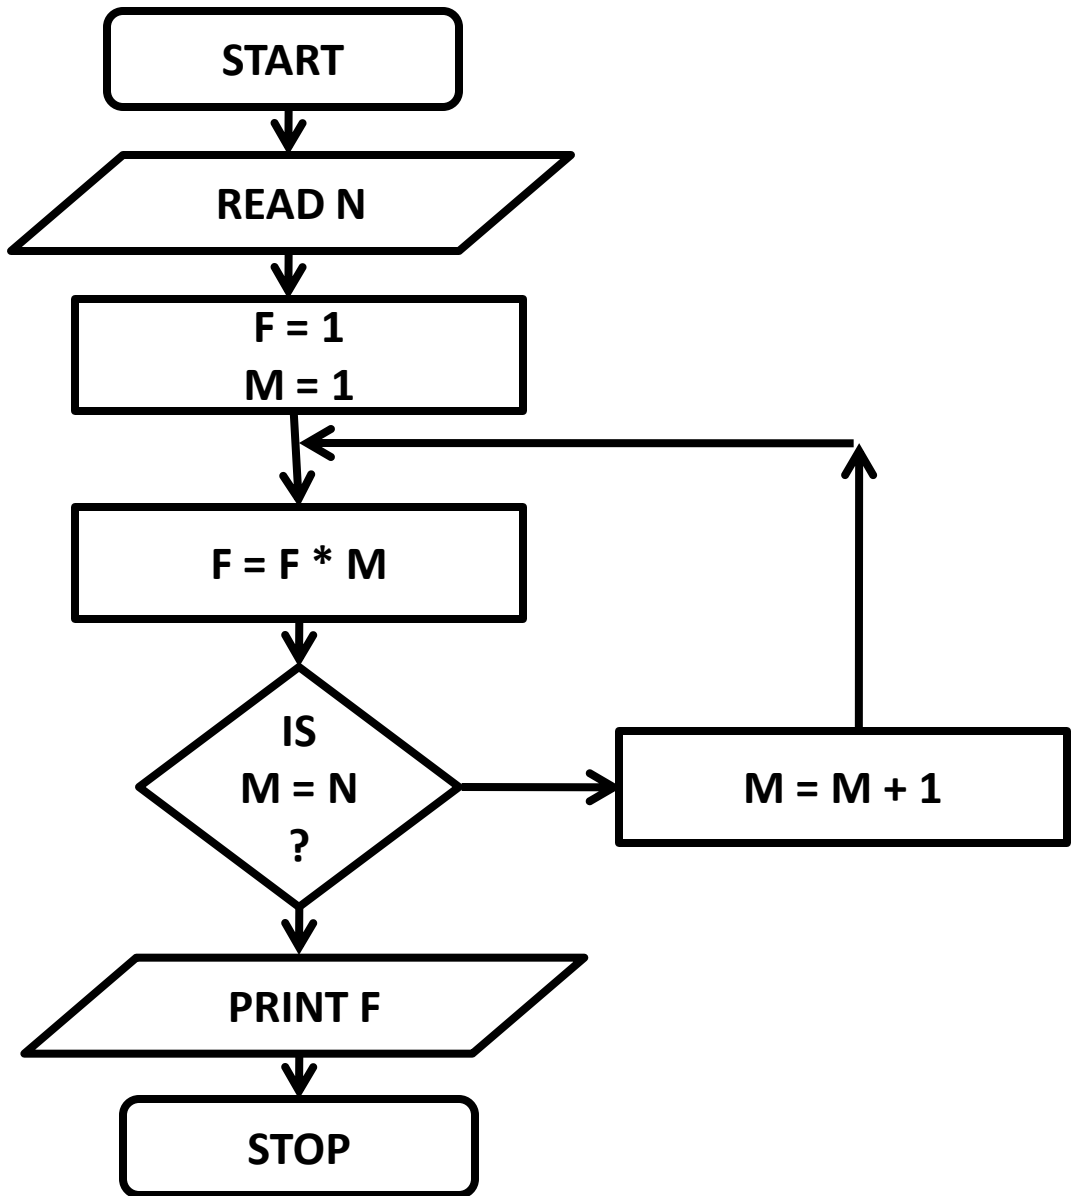 START
READ N
F = 1
M = 1
F = F * M
IS
M = N
?
M = M + 1
PRINT F
STOP